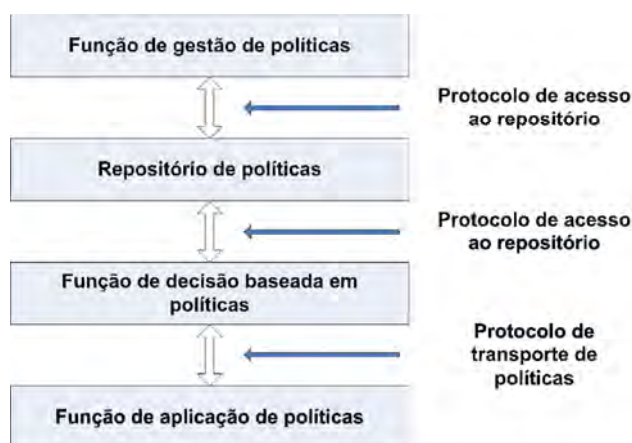 Função de gestão de políticas
Protocolo de acesso
ao repositório
Repositório de políticas
Protocolo de acesso
ao repositório
Função de decisão baseada em
políticas
Protocolo de
transporte de
políticas
Função de aplicação de políticas